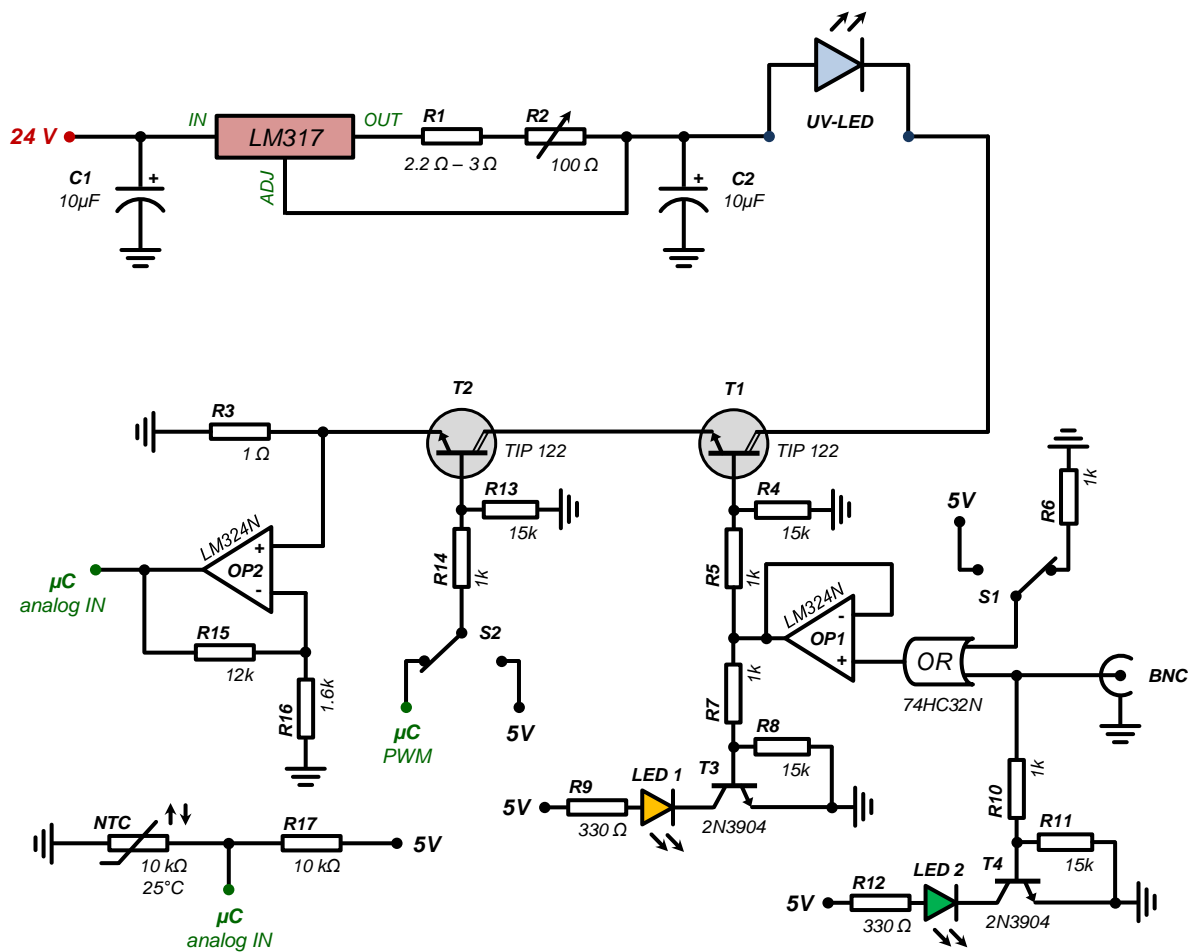 24 V
IN
LM317
OUT
ADJ
R1
2.2 Ω – 3 Ω
R2
100 Ω
UV-LED
C1
10µF
+
C2
10µF
+
T2
TIP 122
T1
TIP 122
R3
1 Ω
R13
15k
R4
15k
R14
1k
R5
1k
5V
R6
1k
S1
LM324N
OP2
+
-
µC
analog IN
R15
12k
R16
1.6k
S2
µC
PWM
5V
LM324N
OP1
-
+
OR
74HC32N
BNC
R7
1k
R8
15k
T3
2N3904
LED 1
R9
330 Ω
5V
R10
1k
R11
15k
T4
2N3904
LED 2
R12
330 Ω
5V
NTC
10 kΩ
25°C
R17
10 kΩ
5V
µC
analog IN